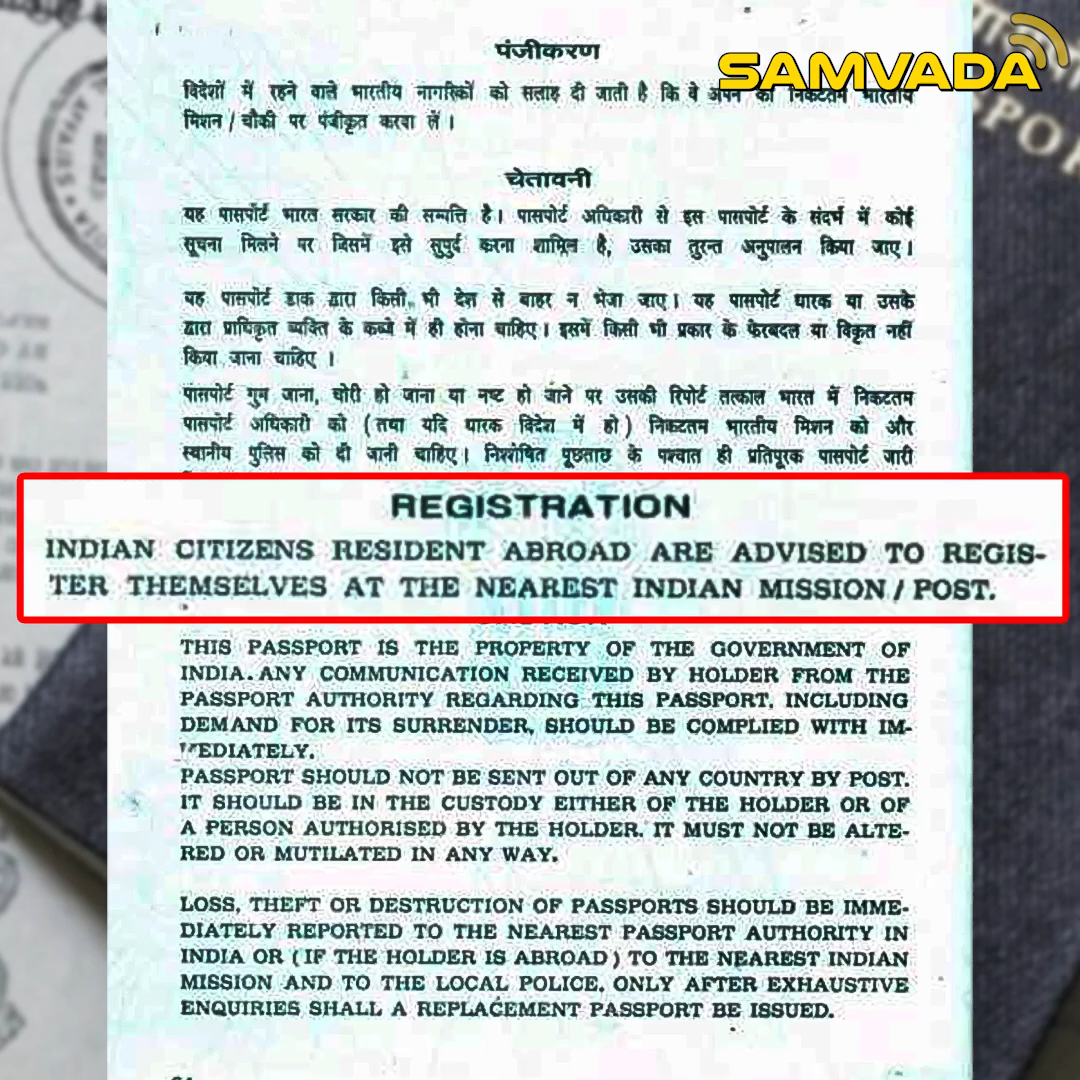 SAMVADA
पंजीकरण
विदेशों में रहने वाले भारतीय नागरिकों को सलाह दी जाती है कि वे अपने को निकटतम भारतीय
मिशन / चौकी पर पंजीकृत करवा लें ।
चेतावनी
यह पासपोर्ट भारत सरकार की सम्पत्ति है । पासपोर्ट अधिकारी से इस पासपोर्ट के संदर्भ में कोई
सूचना मिलने पर जिसमें इसे सुपुर्द करना शामिल है, उसका तुरन्त अनुपालन किया जाए ।
यह पासपोर्ट डाक द्वारा किसी भी देश से बाहर न भेजा जाए । यह पासपोर्ट धारक या उसके
द्वारा प्राधिकृत व्यक्ति के कब्जे में ही होना चाहिए । इसमें किसी भी प्रकार के फेरबदल या विकृत नहीं
किया जाना चाहिए ।
पासपोर्ट गुम जाना, चोरी हो जाना या नष्ट हो जाने पर उसकी रिपोर्ट तत्काल भारत में निकटतम
पासपोर्ट अधिकारी को ( तथा यदि धारक विदेश में हो ) निकटतम भारतीय मिशन को और
स्थानीय पुलिस को दी जानी चाहिए । निश्शेषित पूछताछ के पश्चात ही प्रतिपूरक पासपोर्ट जारी
REGISTRATION
INDIAN CITIZENS RESIDENT ABROAD ARE ADVISED TO REGIS-
TER THEMSELVES AT THE NEAREST INDIAN MISSION / POST.
THIS PASSPORT IS THE PROPERTY OF THE GOVERNMENT OF
INDIA. ANY COMMUNICATION RECEIVED BY HOLDER FROM THE
PASSPORT AUTHORITY REGARDING THIS PASSPORT, INCLUDING
DEMAND FOR ITS SURRENDER, SHOULD BE COMPLIED WITH IM-
MEDIATELY.
PASSPORT SHOULD NOT BE SENT OUT OF ANY COUNTRY BY POST.
IT SHOULD BE IN THE CUSTODY EITHER OF THE HOLDER OR OF
A PERSON AUTHORISED BY THE HOLDER. IT MUST NOT BE ALTE-
RED OR MUTILATED IN ANY WAY.
LOSS, THEFT OR DESTRUCTION OF PASSPORTS SHOULD BE IMME-
DIATELY REPORTED TO THE NEAREST PASSPORT AUTHORITY IN
INDIA OR ( IF THE HOLDER IS ABROAD ) TO THE NEAREST INDIAN
MISSION AND TO THE LOCAL POLICE. ONLY AFTER EXHAUSTIVE
ENQUIRIES SHALL A REPLACEMENT PASSPORT BE ISSUED.